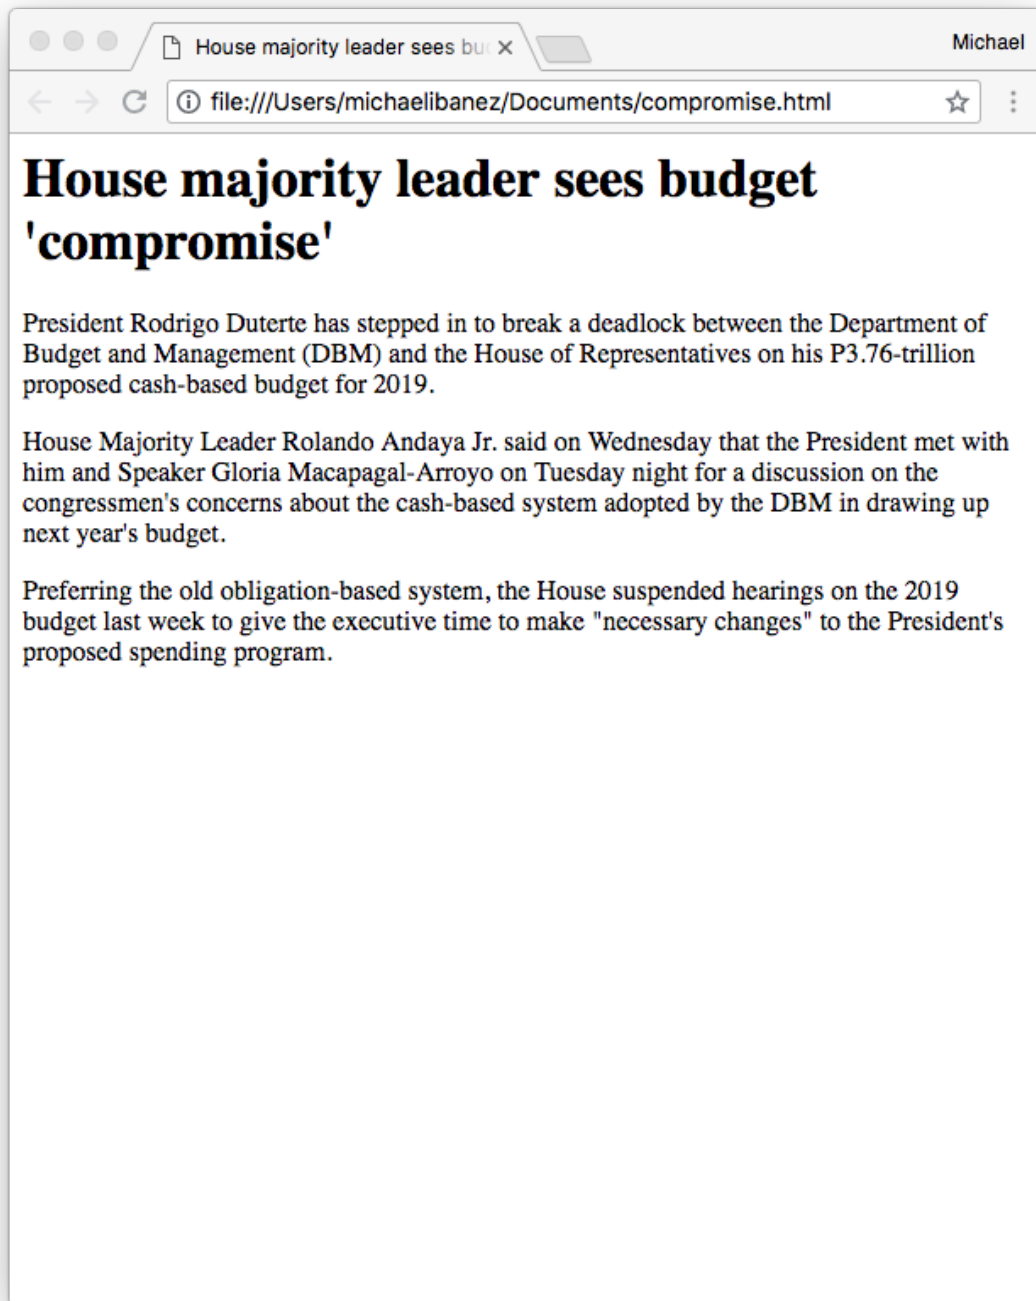 House majority leader sees bu
Michael
file:///Users/michaelibanez/Documents/compromise.html
House majority leader sees budget
'compromise'
President Rodrigo Duterte has stepped in to break a deadlock between the Department of
Budget and Management (DBM) and the House of Representatives on his P3.76-trillion
proposed cash-based budget for 2019.
House Majority Leader Rolando Andaya Jr. said on Wednesday that the President met with
him and Speaker Gloria Macapagal-Arroyo on Tuesday night for a discussion on the
congressmen's concerns about the cash-based system adopted by the DBM in drawing up
next year's budget.
Preferring the old obligation-based system, the House suspended hearings on the 2019
budget last week to give the executive time to make "necessary changes" to the President's
proposed spending program.